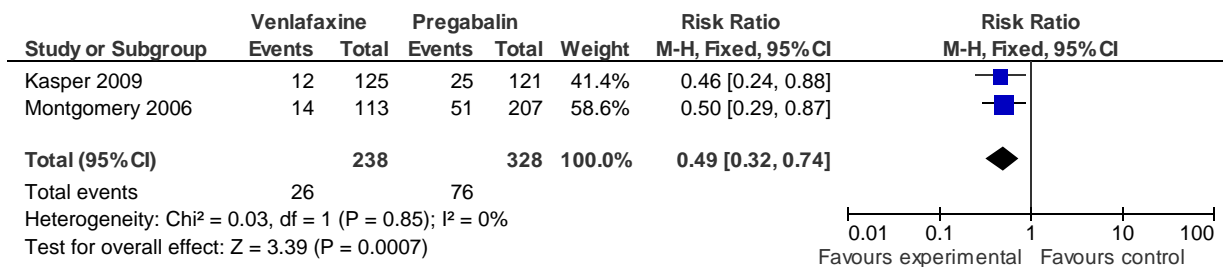 Venlafaxine Pregabalin Risk Ratio Risk Ratio
Study or Subgroup Events Total Events Total Weight M-H, Fixed, 95%CI M-H, Fixed, 95%CI
Kasper 2009 12 125 25 121 41.4% 0.46 [0.24, 0.88]
Montgomery 2006 14 113 51 207 58.6% 0.50 [0.29, 0.87]
Total (95%CI) 238 328 100.0% 0.49 [0.32, 0.74]
Total events 26 76
Heterogeneity: Chi² = 0.03, df = 1 (P = 0.85); I² = 0%
Test for overall effect: Z = 3.39 (P = 0.0007)
0.01 0.1 1 10 100
Favours experimental Favours control